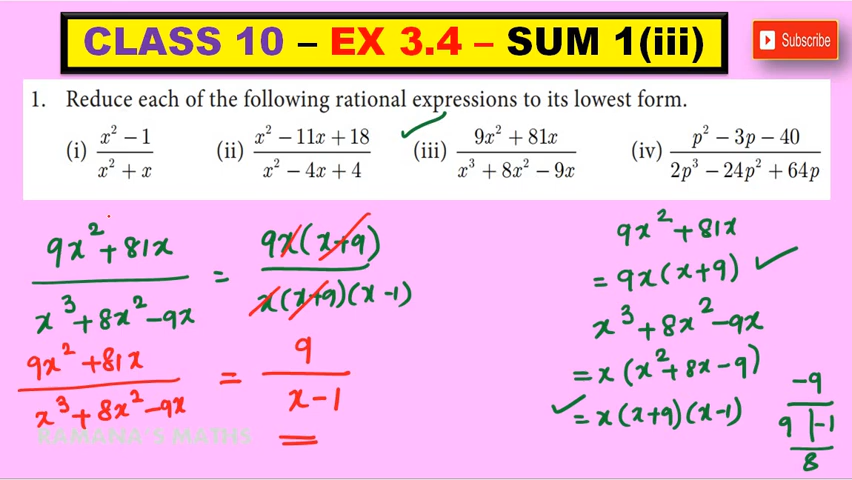 CLASS 10 – EX 3.4 – SUM 1(iii)
Subscribe
1. Reduce each of the following rational expressions to its lowest form.
(i) x² − 1 / x² + x (ii) x² − 11x + 18 / x² − 4x + 4 ✓(iii) 9x² + 81x / x³ + 8x² − 9x (iv) p² − 3p − 40 / 2p³ − 24p² + 64p
9x² + 81x / x³ + 8x² − 9x = 9x(x+9) / x(x+9)(x−1)
9x² + 81x / x³ + 8x² − 9x = 9 / x−1
RAMANA'S MATHS
9x² + 81x
= 9x(x+9) ✓
x³ + 8x² − 9x
= x(x² + 8x − 9)
✓ = x(x+9)(x−1)
−9
9 | −1
8